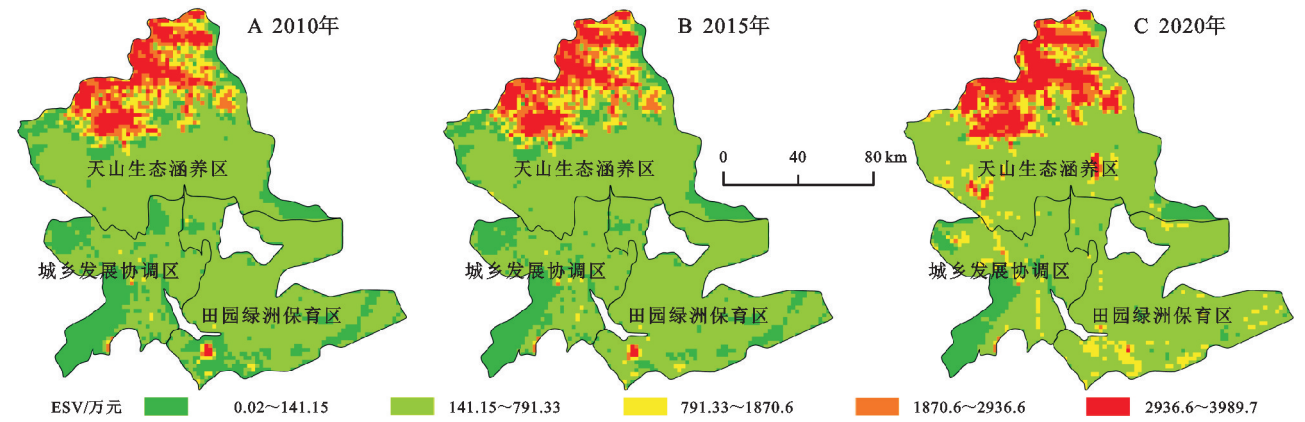 A 2010年
B 2015年
C 2020年
0 40 80 km
天山生态涵养区
天山生态涵养区
天山生态涵养区
城乡发展协调区
城乡发展协调区
城乡发展协调区
田园绿洲保育区
田园绿洲保育区
田园绿洲保育区
ESV/万元 0.02～141.15 141.15～791.33 791.33～1870.6 1870.6～2936.6 2936.6～3989.7